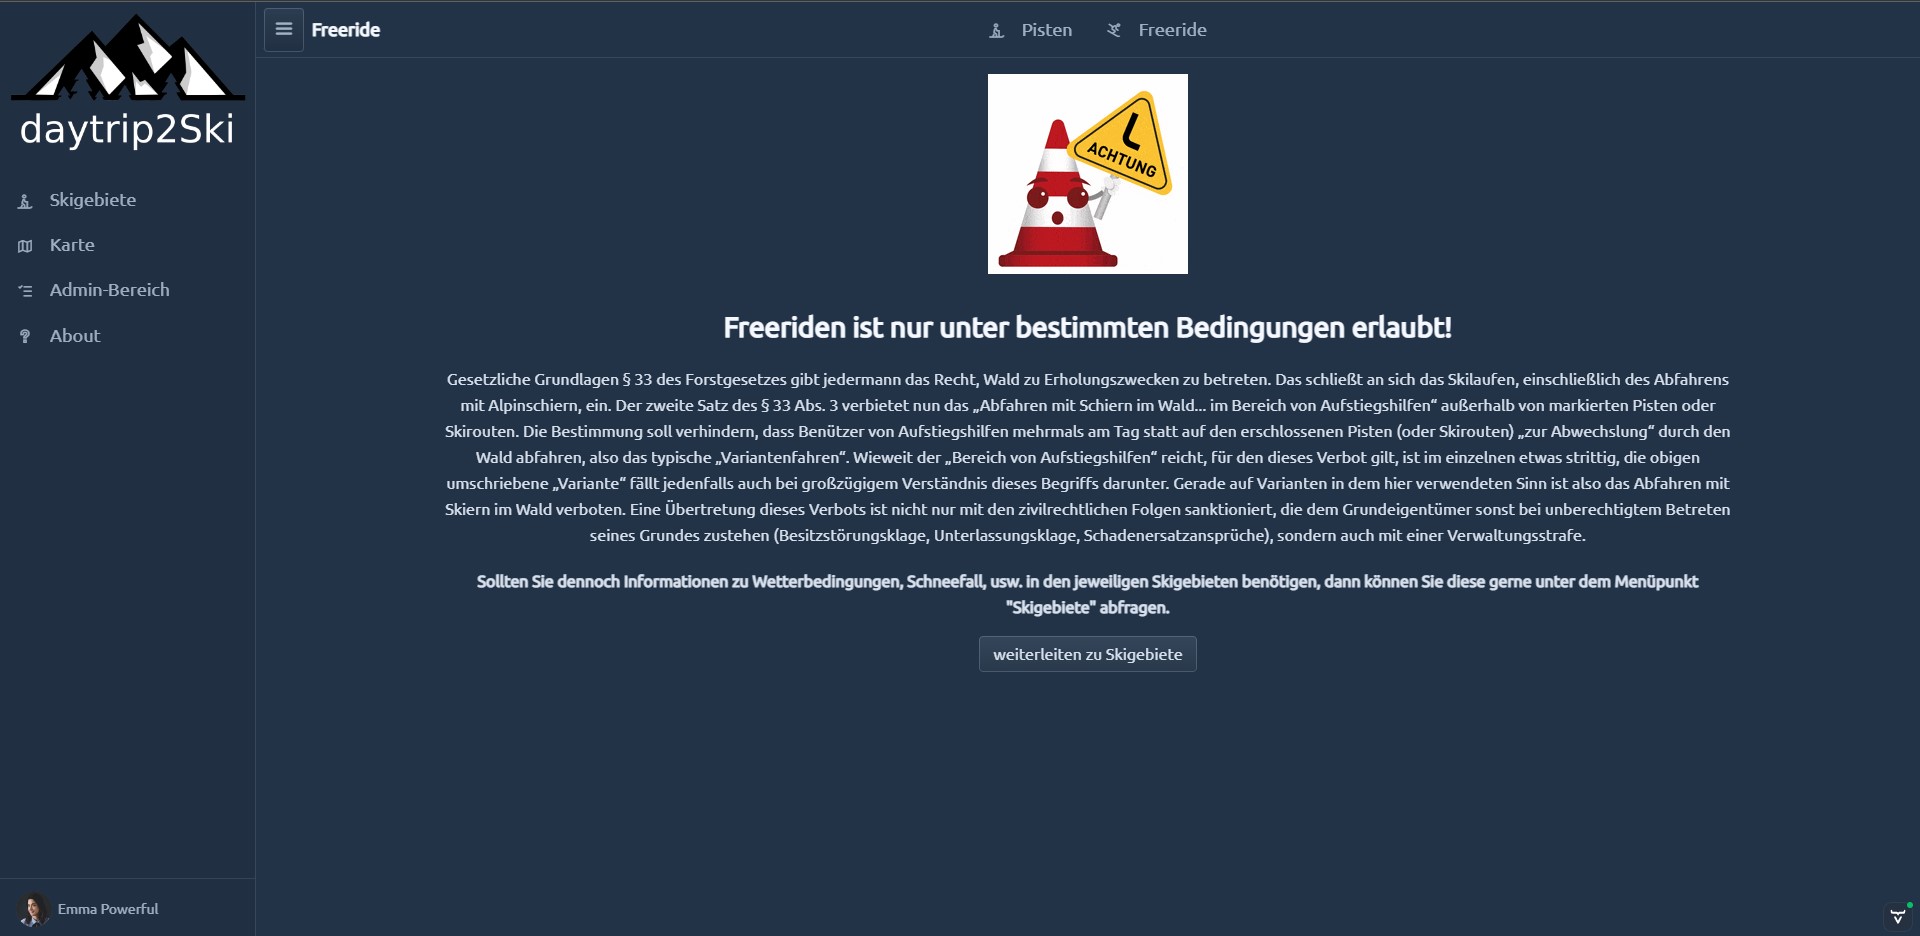 daytrip2Ski
Skigebiete
Karte
Admin-Bereich
About
Emma Powerful
Freeride
Pisten
Freeride
ACHTUNG
Freeriden ist nur unter bestimmten Bedingungen erlaubt!
Gesetzliche Grundlagen § 33 des Forstgesetzes gibt jedermann das Recht, Wald zu Erholungszwecken zu betreten. Das schließt an sich das Skilaufen, einschließlich des Abfahrens
mit Alpinschiern, ein. Der zweite Satz des § 33 Abs. 3 verbietet nun das „Abfahren mit Schiern im Wald... im Bereich von Aufstiegshilfen“ außerhalb von markierten Pisten oder
Skirouten. Die Bestimmung soll verhindern, dass Benützer von Aufstiegshilfen mehrmals am Tag statt auf den erschlossenen Pisten (oder Skirouten) „zur Abwechslung“ durch den
Wald abfahren, also das typische „Variantenfahren“. Wieweit der „Bereich von Aufstiegshilfen“ reicht, für den dieses Verbot gilt, ist im einzelnen etwas strittig, die obigen
umschriebene „Variante“ fällt jedenfalls auch bei großzügigem Verständnis dieses Begriffs darunter. Gerade auf Varianten in dem hier verwendeten Sinn ist also das Abfahren mit
Skiern im Wald verboten. Eine Übertretung dieses Verbots ist nicht nur mit den zivilrechtlichen Folgen sanktioniert, die dem Grundeigentümer sonst bei unberechtigtem Betreten
seines Grundes zustehen (Besitzstörungsklage, Unterlassungsklage, Schadenersatzansprüche), sondern auch mit einer Verwaltungsstrafe.
Sollten Sie dennoch Informationen zu Wetterbedingungen, Schneefall, usw. in den jeweiligen Skigebieten benötigen, dann können Sie diese gerne unter dem Menüpunkt
"Skigebiete" abfragen.
weiterleiten zu Skigebiete